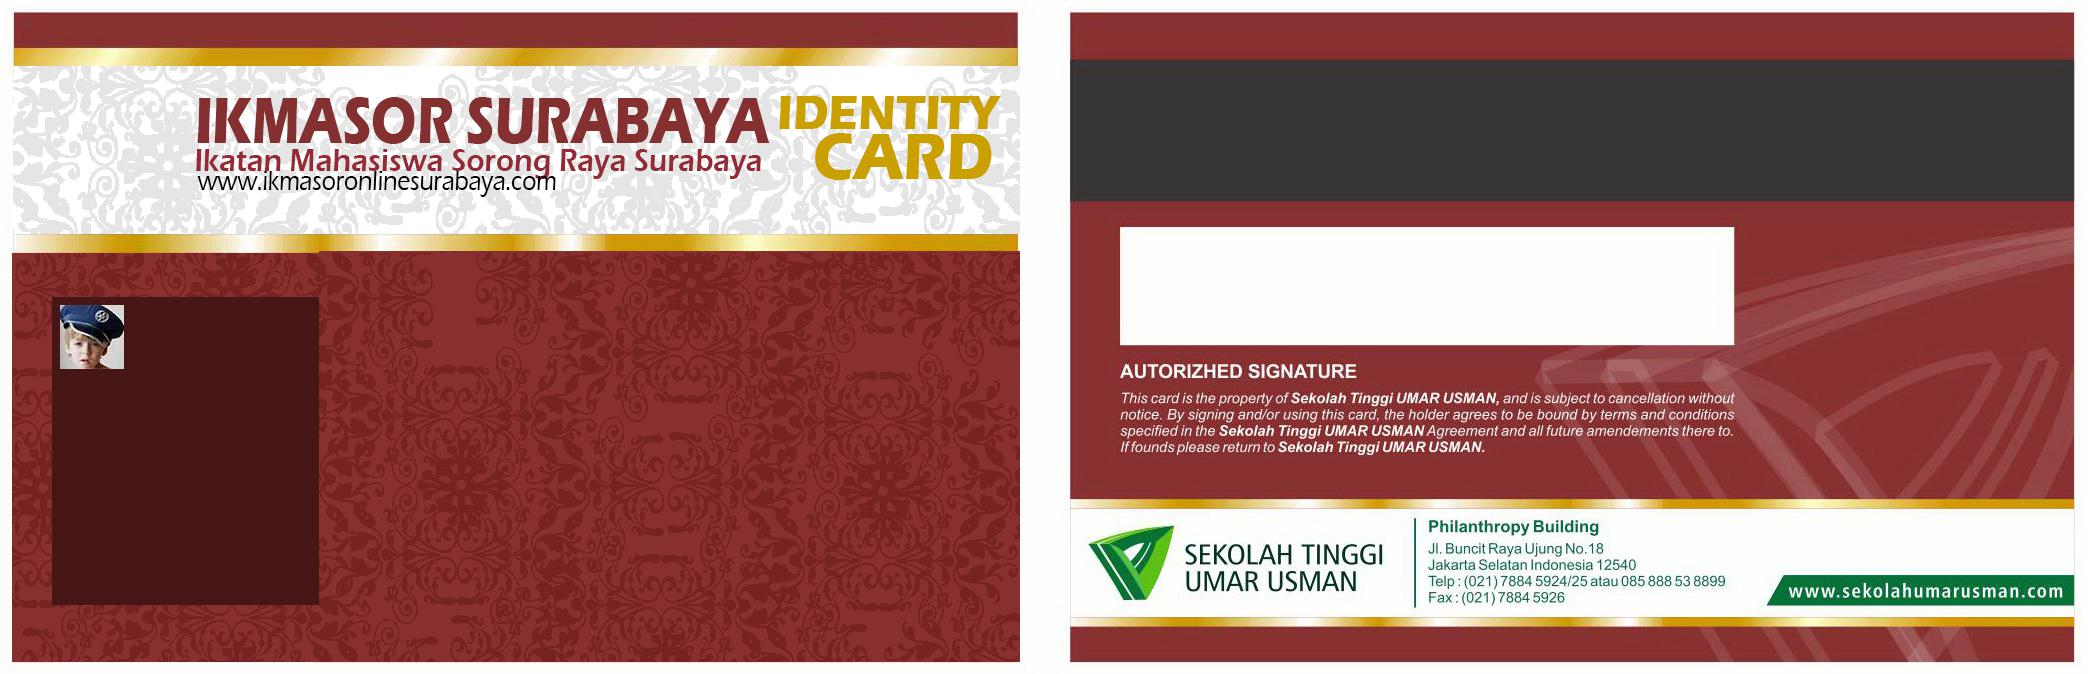 IKMASOR SURABAYA
Ikatan Mahasiswa Sorong Raya Surabaya
www.ikmasoronlinesurabaya.com
IDENTITY
CARD
AUTORIZHED SIGNATURE
This card is the property of Sekolah Tinggi UMAR USMAN, and is subject to cancellation without
notice. By signing and/or using this card, the holder agrees to be bound by terms and conditions
specified in the Sekolah Tinggi UMAR USMAN Agreement and all future amendements there to.
If founds please return to Sekolah Tinggi UMAR USMAN.
SEKOLAH TINGGI
UMAR USMAN
Philanthropy Building
Jl. Buncit Raya Ujung No.18
Jakarta Selatan Indonesia 12540
Telp : (021) 7884 5924/25 atau 085 888 53 8899
Fax : (021) 7884 5926
www.sekolahumarusman.com